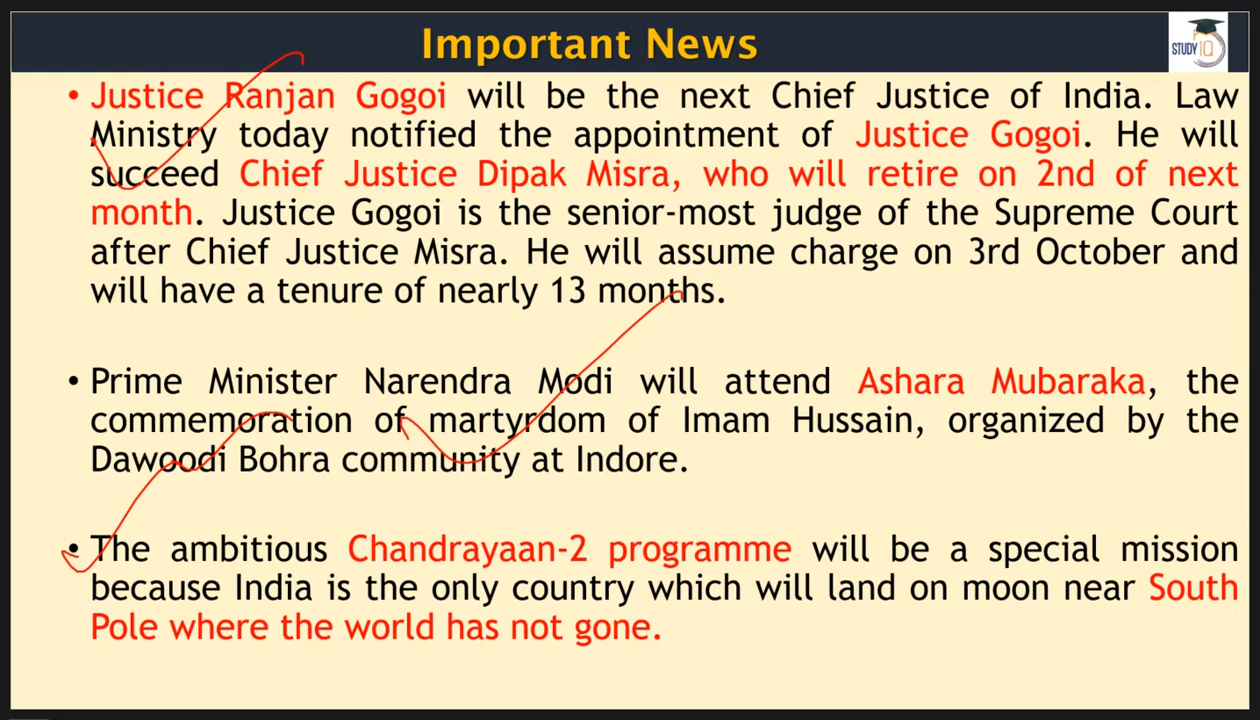 Important News
STUDY IQ
• Justice Ranjan Gogoi will be the next Chief Justice of India. Law
Ministry today notified the appointment of Justice Gogoi. He will
succeed Chief Justice Dipak Misra, who will retire on 2nd of next
month. Justice Gogoi is the senior-most judge of the Supreme Court
after Chief Justice Misra. He will assume charge on 3rd October and
will have a tenure of nearly 13 months.
• Prime Minister Narendra Modi will attend Ashara Mubaraka, the
commemoration of martyrdom of Imam Hussain, organized by the
Dawoodi Bohra community at Indore.
• The ambitious Chandrayaan-2 programme will be a special mission
because India is the only country which will land on moon near South
Pole where the world has not gone.